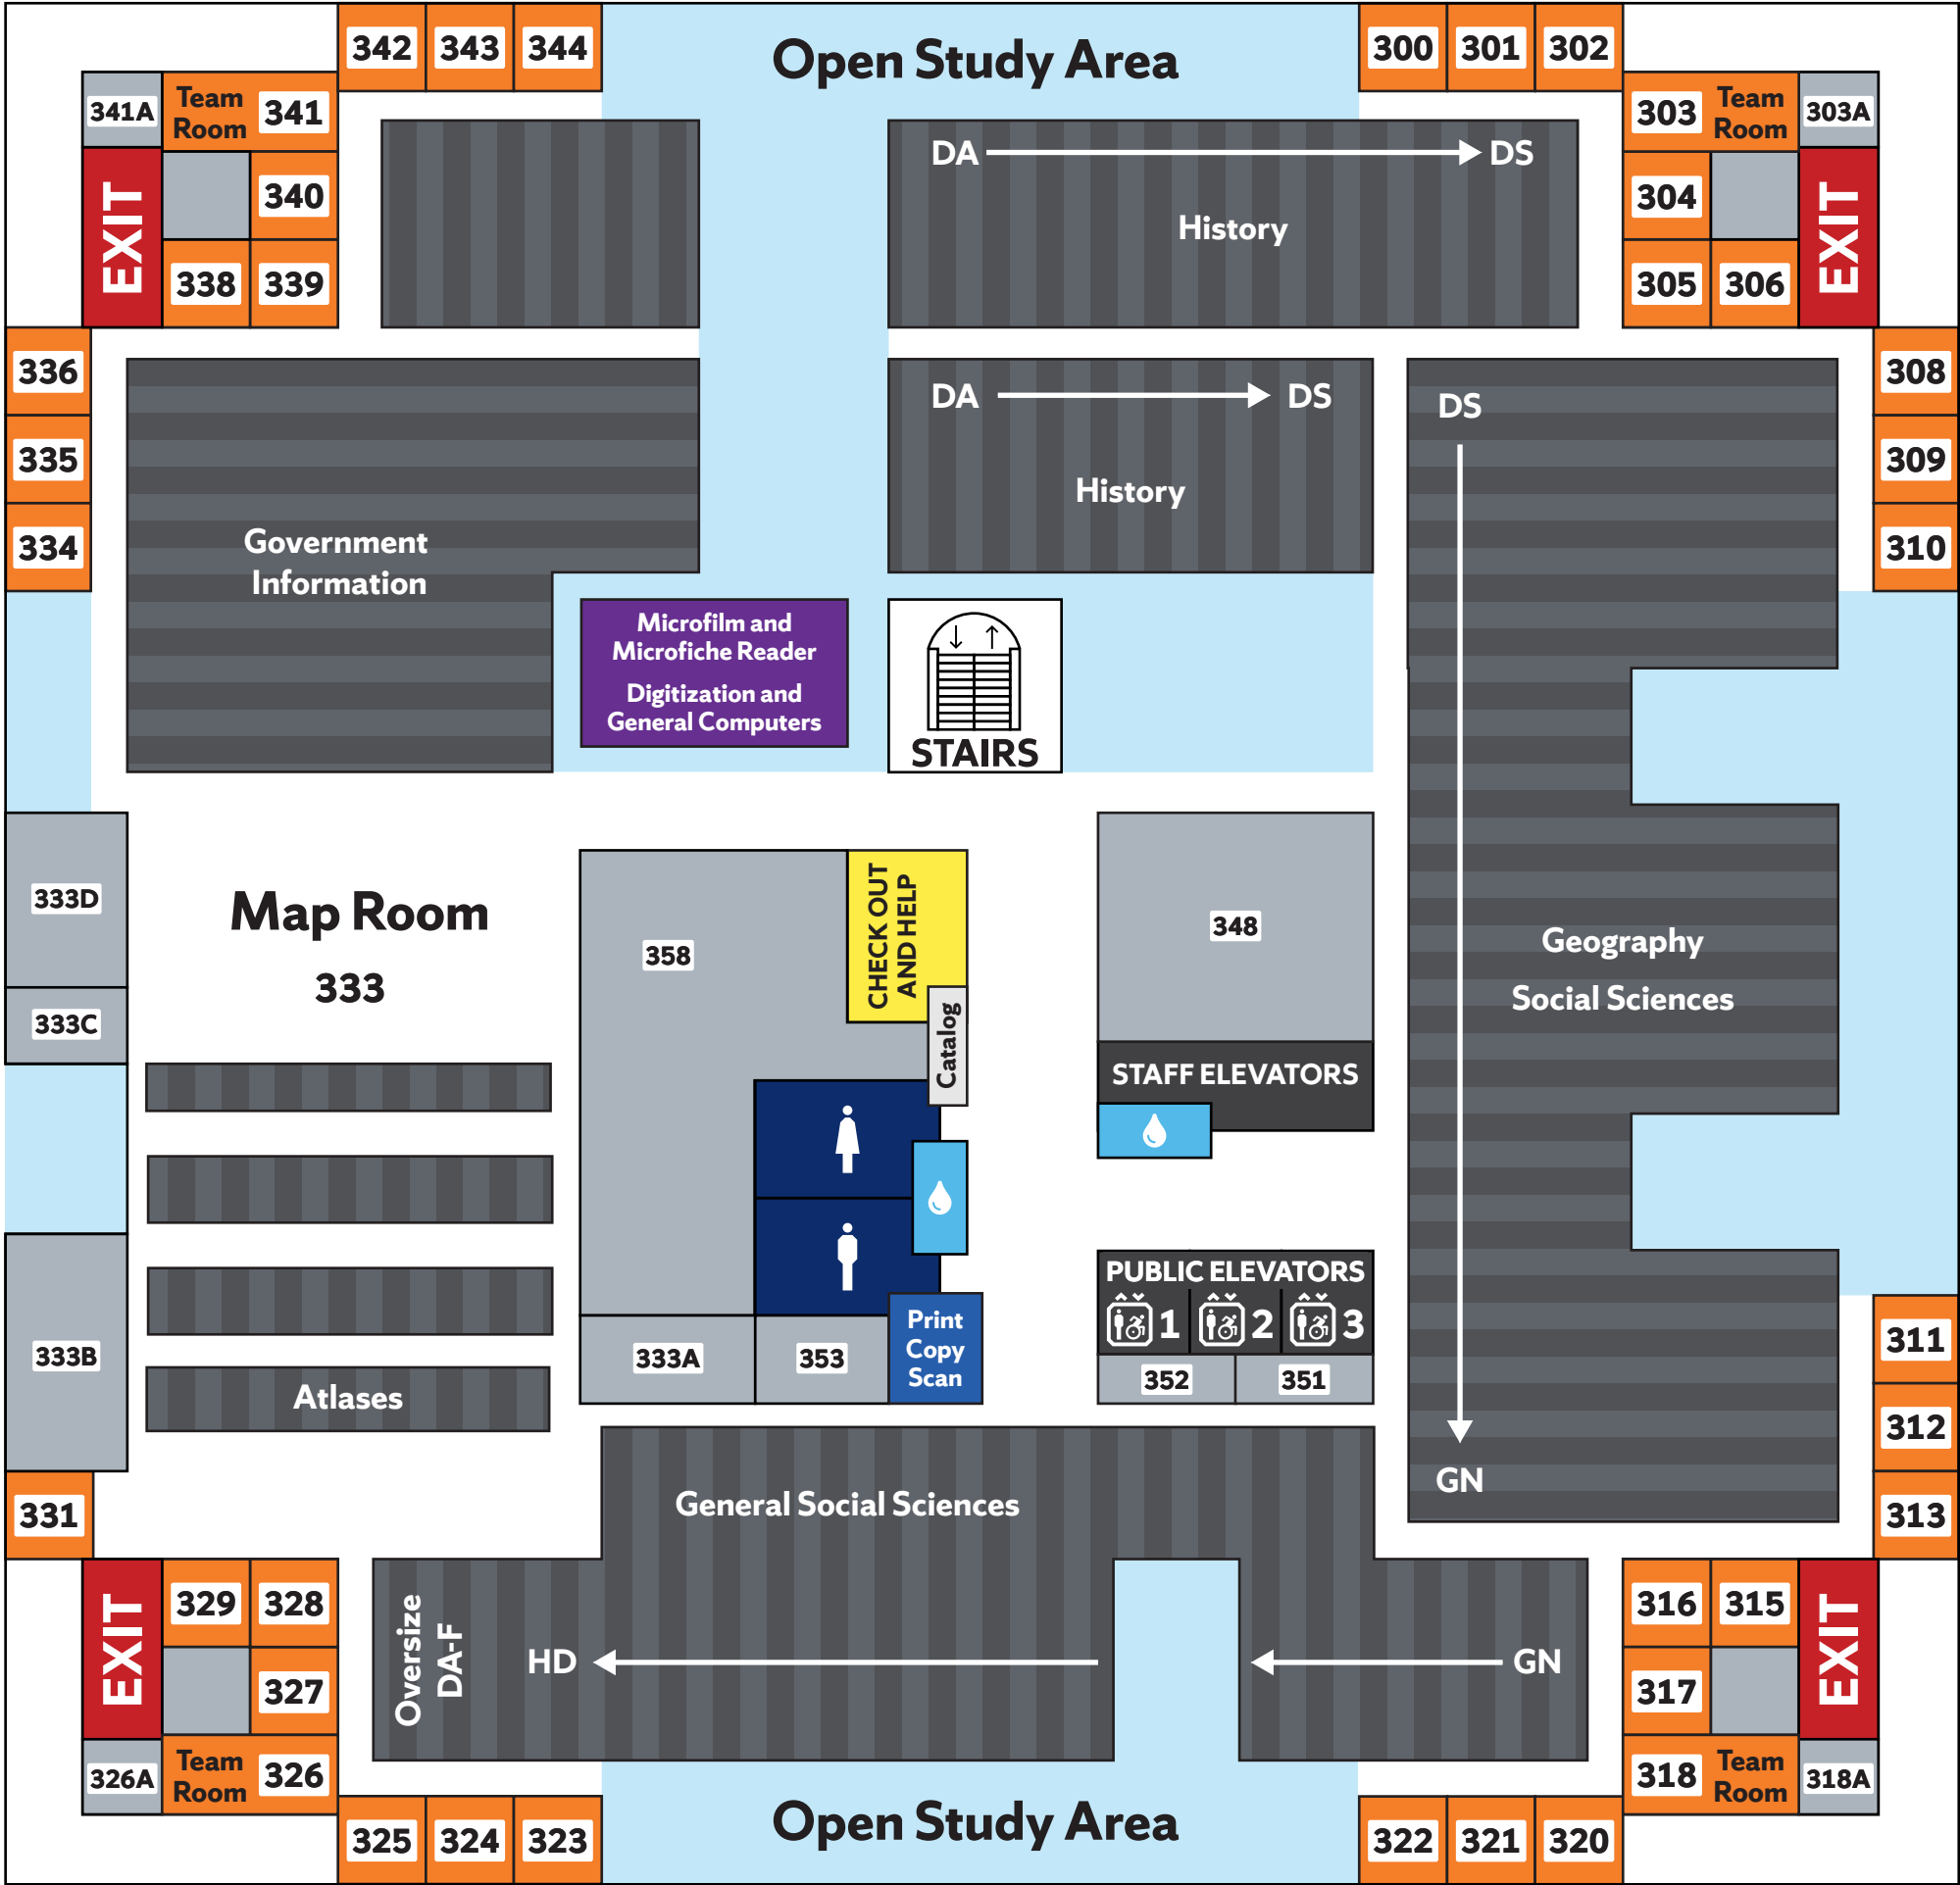 342 343 344
Open Study Area
300 301 302
341A
Team
Room
341
303
Team
Room
303A
EXIT
340
338 339
DA DS
History
304
305 306
EXIT
336
335
334
Government
Information
DA DS
History
DS
308
309
310
Microfilm and
Microfiche Reader
Digitization and
General Computers
STAIRS
333D
333C
Map Room
333
358
CHECK OUT
AND HELP
Catalog
348
STAFF ELEVATORS
Geography
Social Sciences
333B
Atlases
333A
353
Print
Copy
Scan
PUBLIC ELEVATORS
1 2 3
352 351
GN
311
312
313
331
General Social Sciences
EXIT
329 328
327
326A
Team
Room
326
Oversize
DA-F
HD
GN
316 315
317
EXIT
318
Team
Room
318A
325 324 323
Open Study Area
322 321 320